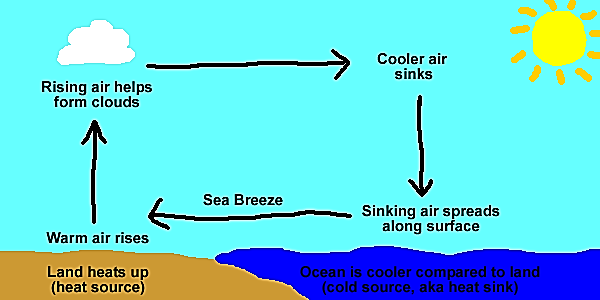 Rising air helps
form clouds
Cooler air
sinks
Sea Breeze
Sinking air spreads
along surface
Warm air rises
Land heats up
(heat source)
Ocean is cooler compared to land
(cold source, aka heat sink)